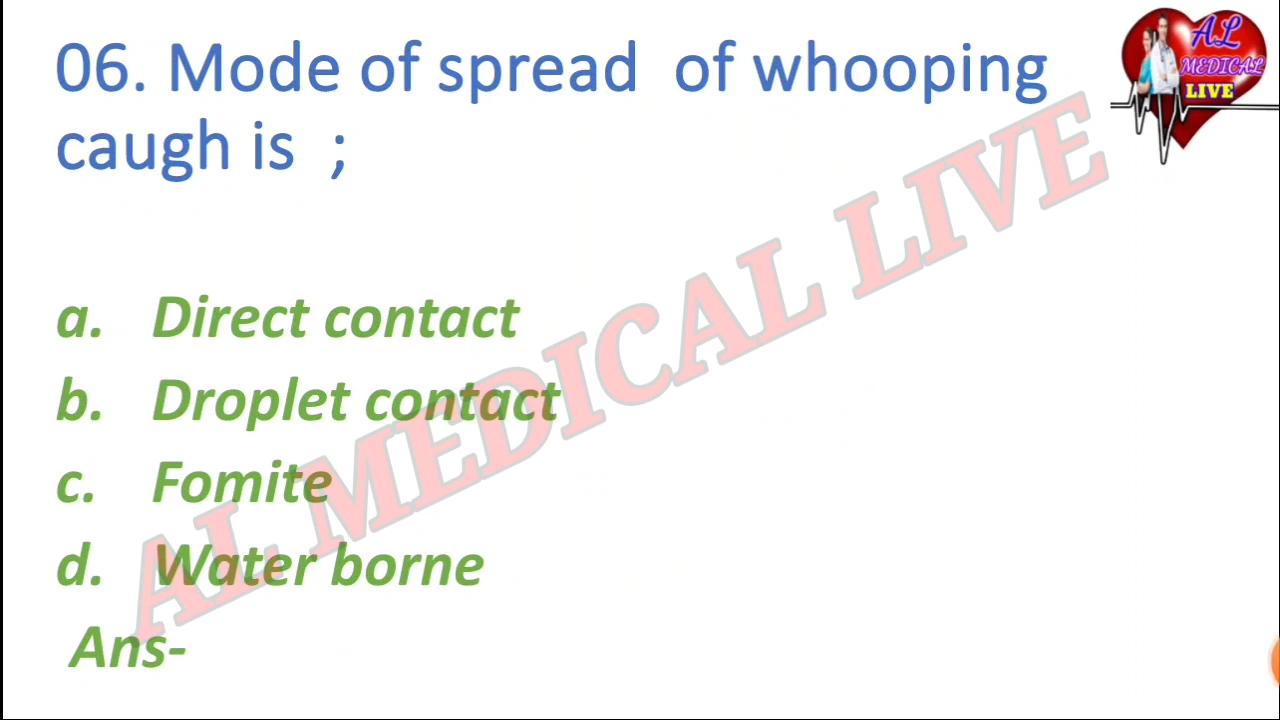 06. Mode of spread of whooping
caugh is ;
a. Direct contact
b. Droplet contact
c. Fomite
d. Water borne
Ans-
AL MEDICAL LIVE
AL
MEDICAL
LIVE